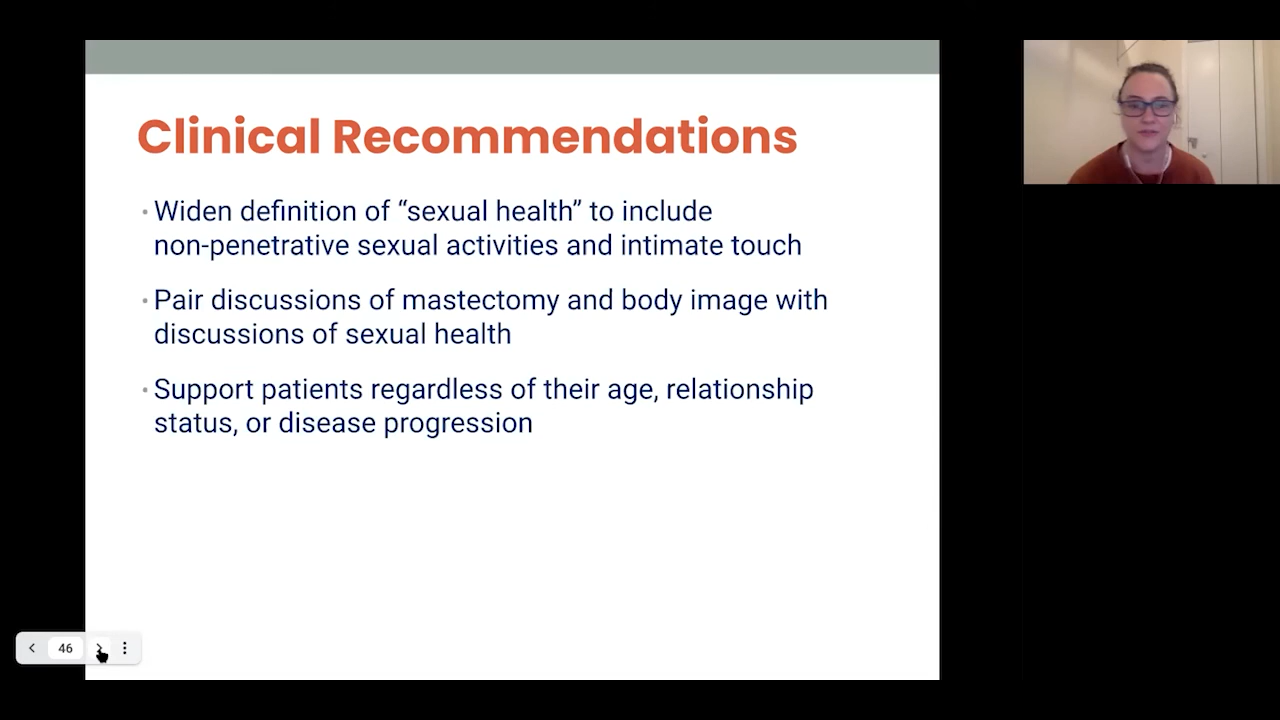 Clinical Recommendations
• Widen definition of “sexual health” to include
non-penetrative sexual activities and intimate touch
• Pair discussions of mastectomy and body image with
discussions of sexual health
• Support patients regardless of their age, relationship
status, or disease progression
46